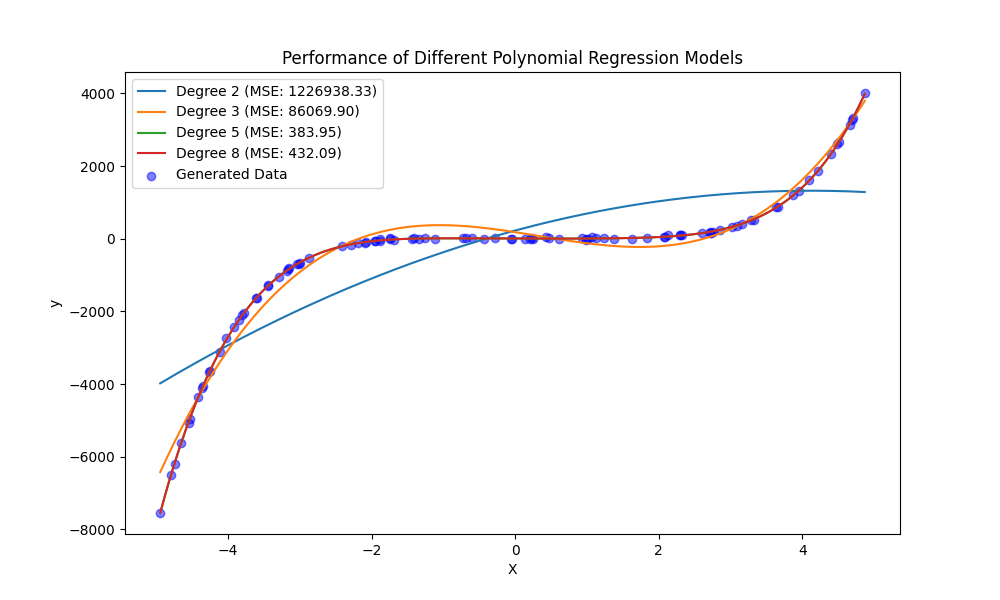 Performance of Different Polynomial Regression Models
Degree 2 (MSE: 1226938.33)
Degree 3 (MSE: 86069.90)
Degree 5 (MSE: 383.95)
Degree 8 (MSE: 432.09)
Generated Data
4000
2000
0
−2000
−4000
−6000
−8000
y
−4 −2 0 2 4
X